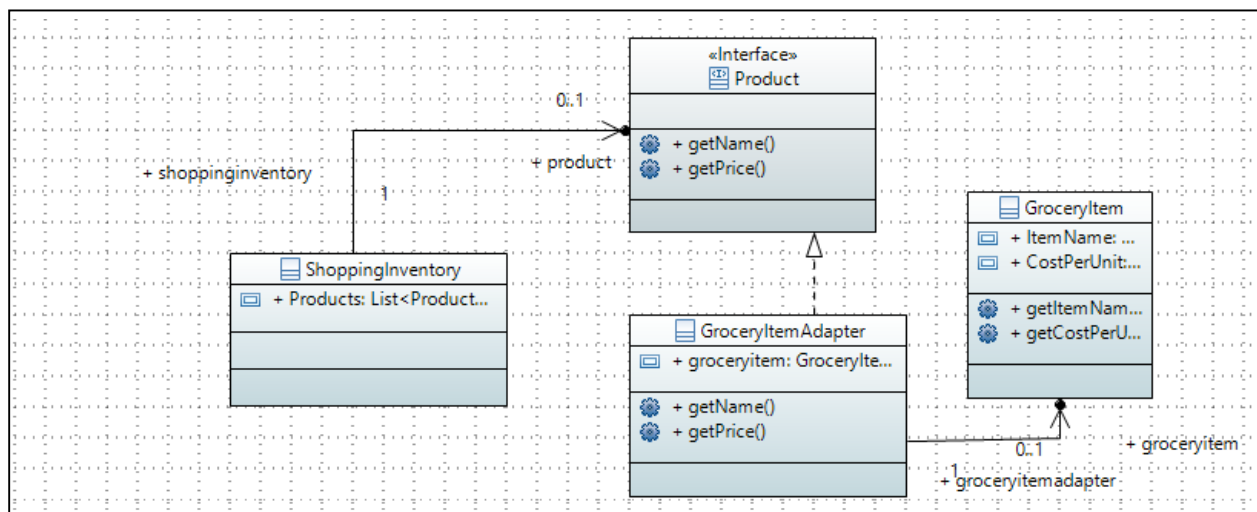 «Interface»
Product
+ getName()
+ getPrice()
0..1
+ product
+ shoppinginventory
1
ShoppingInventory
+ Products: List<Product...
GroceryItem
+ ItemName: ...
+ CostPerUnit:...
+ getItemNam...
+ getCostPerU...
GroceryItemAdapter
+ groceryitem: GroceryIte...
+ getName()
+ getPrice()
0..1
+ groceryitem
1
+ groceryitemadapter